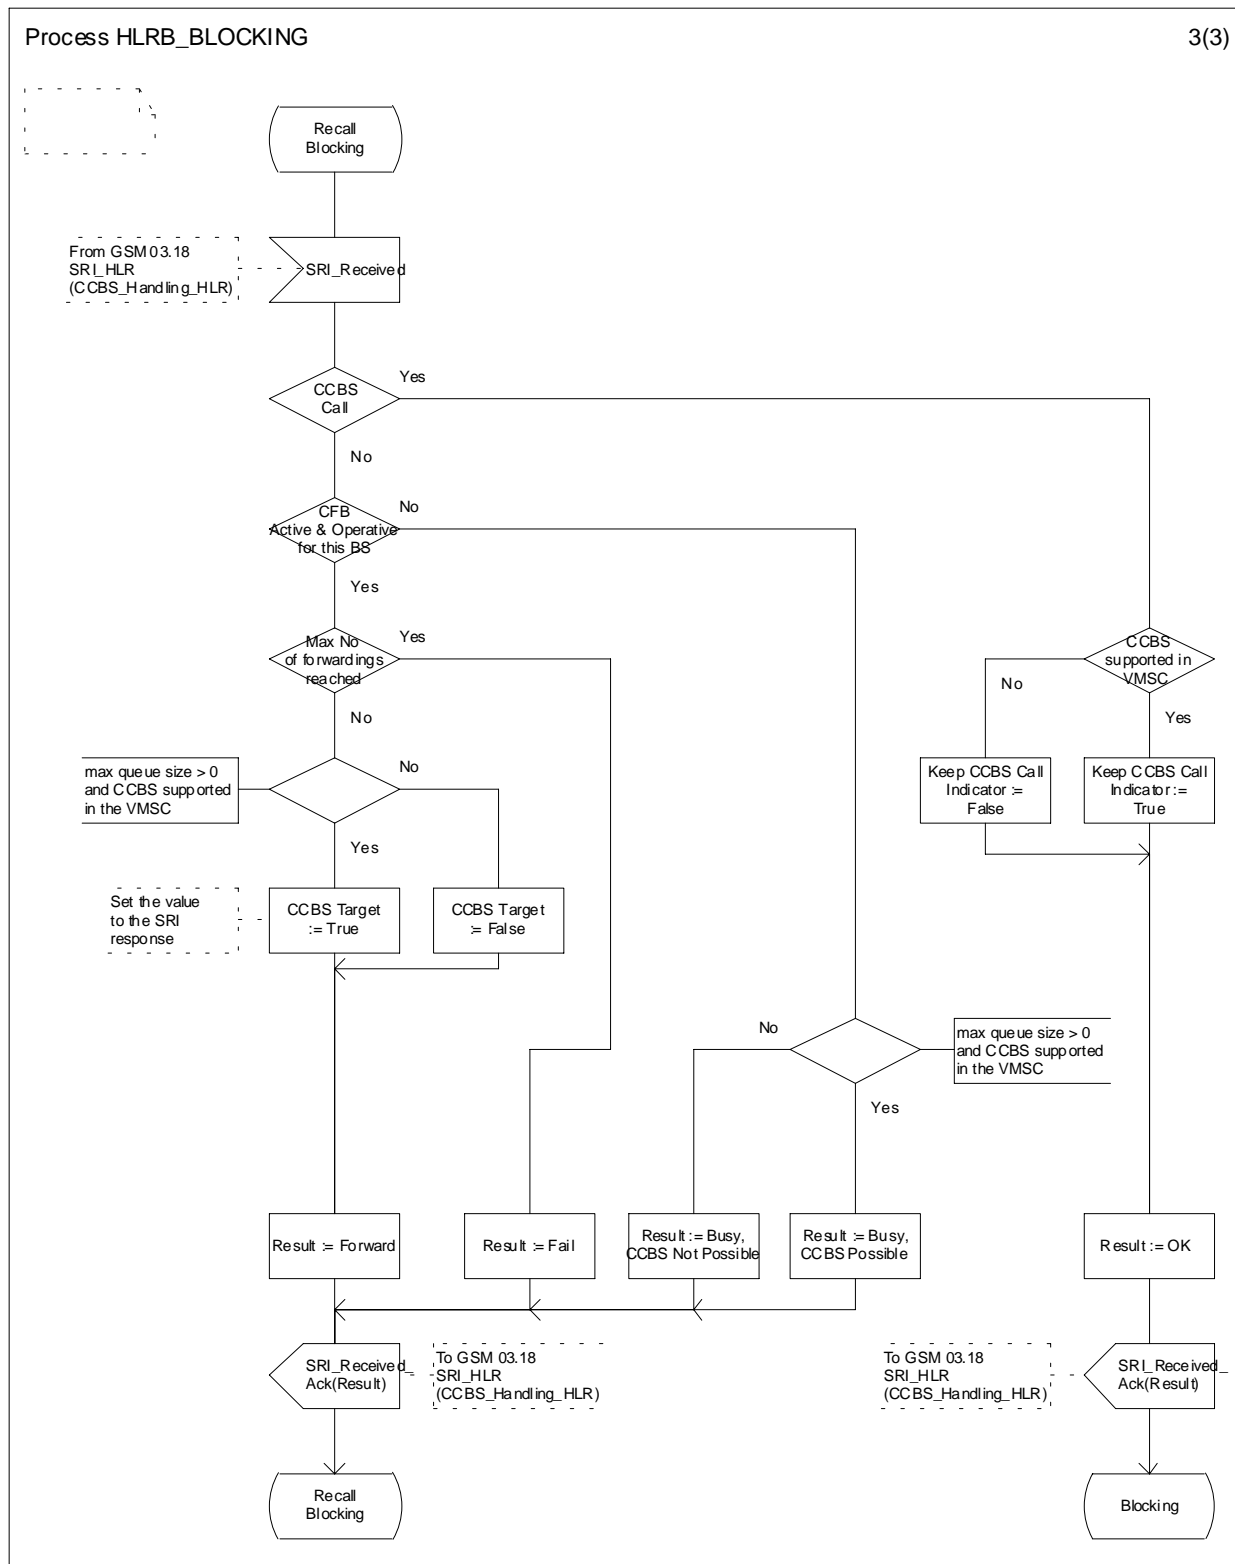 Process HLRB_BLOCKING
3(3)
Recall
Blocking
From GSM 03.18
SRI_HLR
(CCBS_Handling_HLR)
SRI_Received
CCBS
Call
Yes
No
CFB
Active & Operative
for this BS
No
Yes
Max No
of forwardings
reached
Yes
No
CCBS
supported in
VMSC
No
Yes
max queue size > 0
and CCBS supported
in the VMSC
No
Yes
Keep CCBS Call
Indicator :=
False
Keep CCBS Call
Indicator :=
True
Set the value
to the SRI
response
CCBS Target
:= True
CCBS Target
:= False
No
max queue size > 0
and CCBS supported
in the VMSC
Yes
Result := Forward
Result := Fail
Result := Busy,
CCBS Not Possible
Result := Busy,
CCBS Possible
Result := OK
SRI_Received_
Ack(Result)
To GSM 03.18
SRI_HLR
(CCBS_Handling_HLR)
To GSM 03.18
SRI_HLR
(CCBS_Handling_HLR)
SRI_Received_
Ack(Result)
Recall
Blocking
Blocking